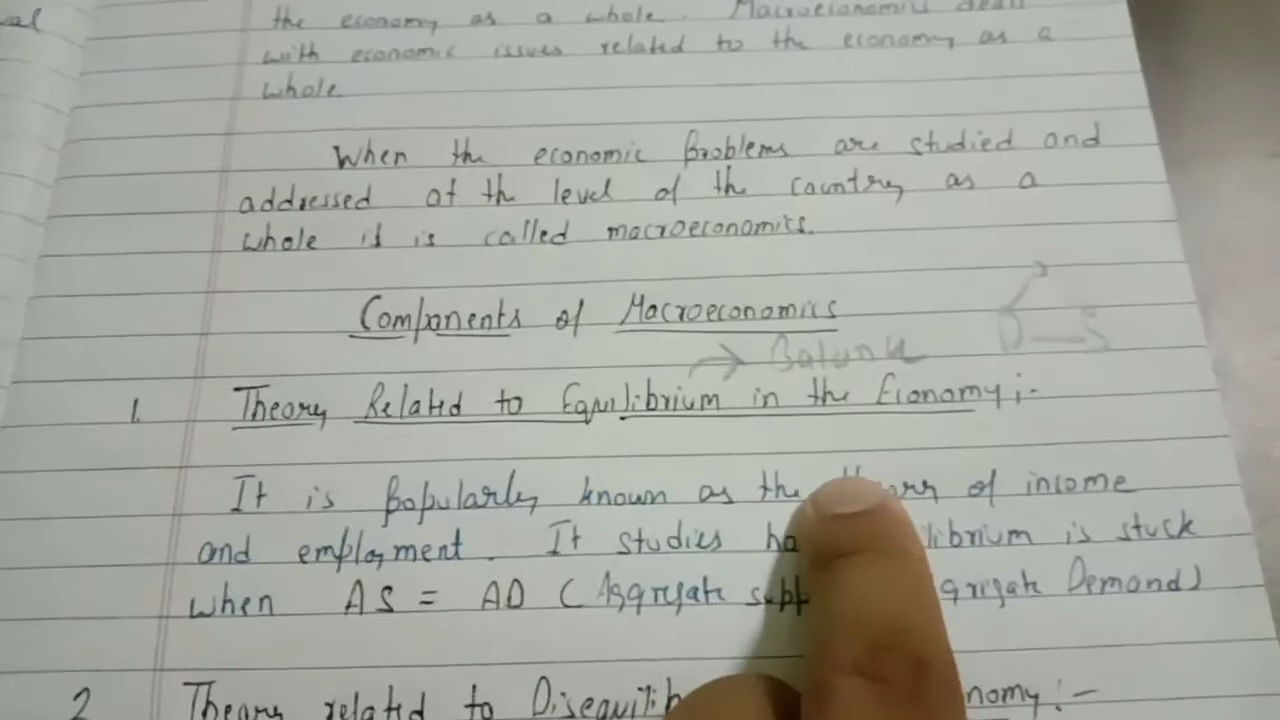 al
the economy as a whole. Macroeconomics deal
with economic issues related to the economy as a
whole
When the economic problems are studied and
addressed at the level of the country as a
whole it is called macroeconomics.
Components of Macroeconomics
→ Balance
D S
1. Theory Related to Equilibrium in the Economy :-
It is popularly known as the of income
and employment. It studies is stuck
when AS = AD ( Aggregate Demand)
2 Theory related to :-